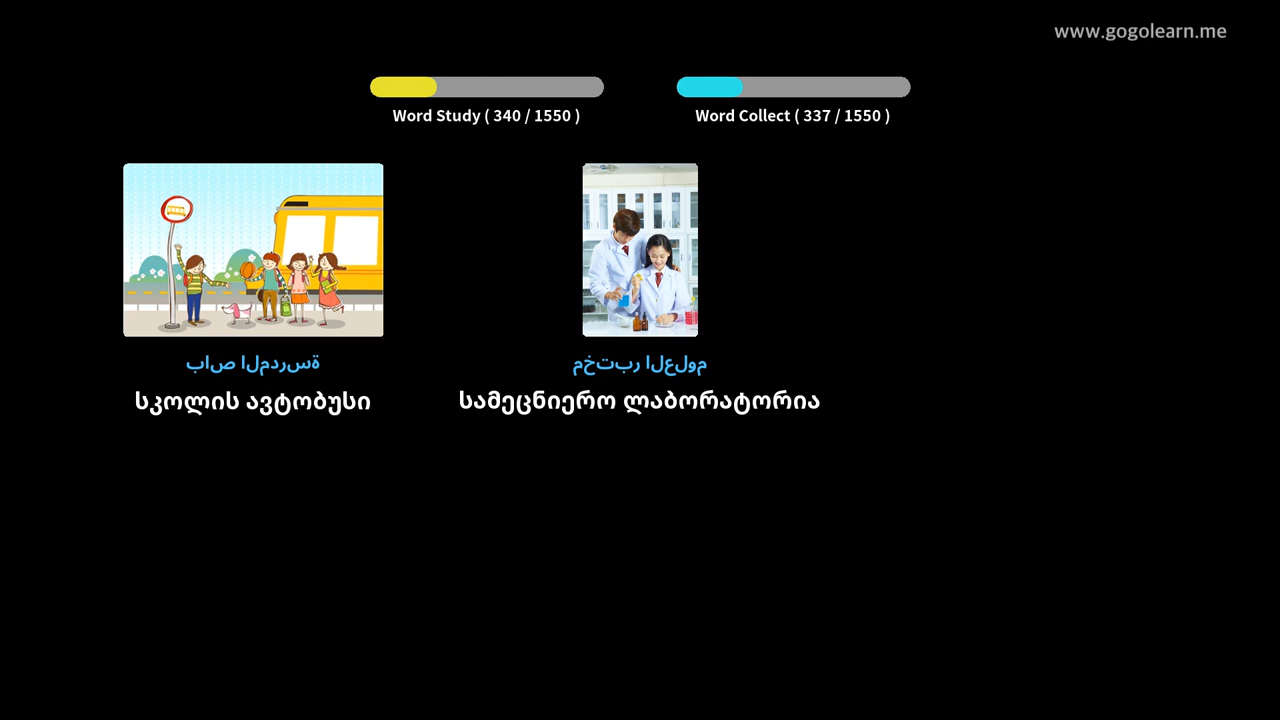 www.gogolearn.me
Word Study ( 340 / 1550 )
Word Collect ( 337 / 1550 )
باص المدرسة
სკოლის ავტობუსი
مختبر العلوم
სამეცნიერო ლაბორატორია